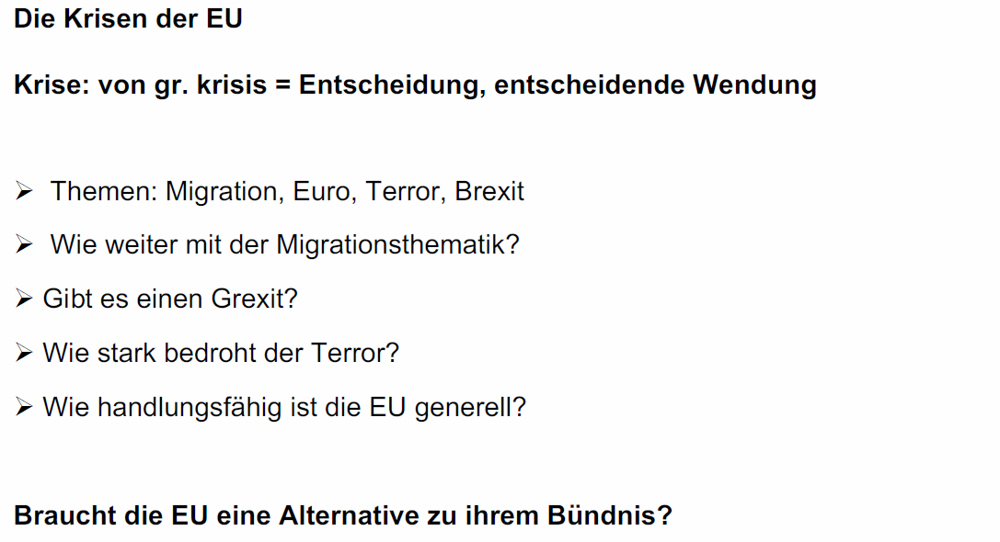 Die Krisen der EU
Krise: von gr. krisis = Entscheidung, entscheidende Wendung
➢ Themen: Migration, Euro, Terror, Brexit
➢ Wie weiter mit der Migrationsthematik?
➢ Gibt es einen Grexit?
➢ Wie stark bedroht der Terror?
➢ Wie handlungsfähig ist die EU generell?
Braucht die EU eine Alternative zu ihrem Bündnis?